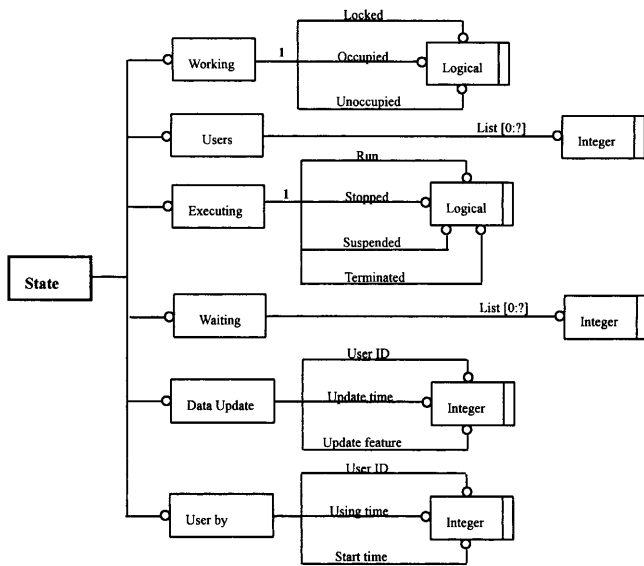 Locked
Working
1
Occupied
Logical
Unoccupied
Users
List [0:?]
Integer
Run
Executing
1
Stopped
Logical
Suspended
State
Terminated
Waiting
List [0:?]
Integer
User ID
Data Update
Update time
Integer
Update feature
User ID
User by
Using time
Integer
Start time